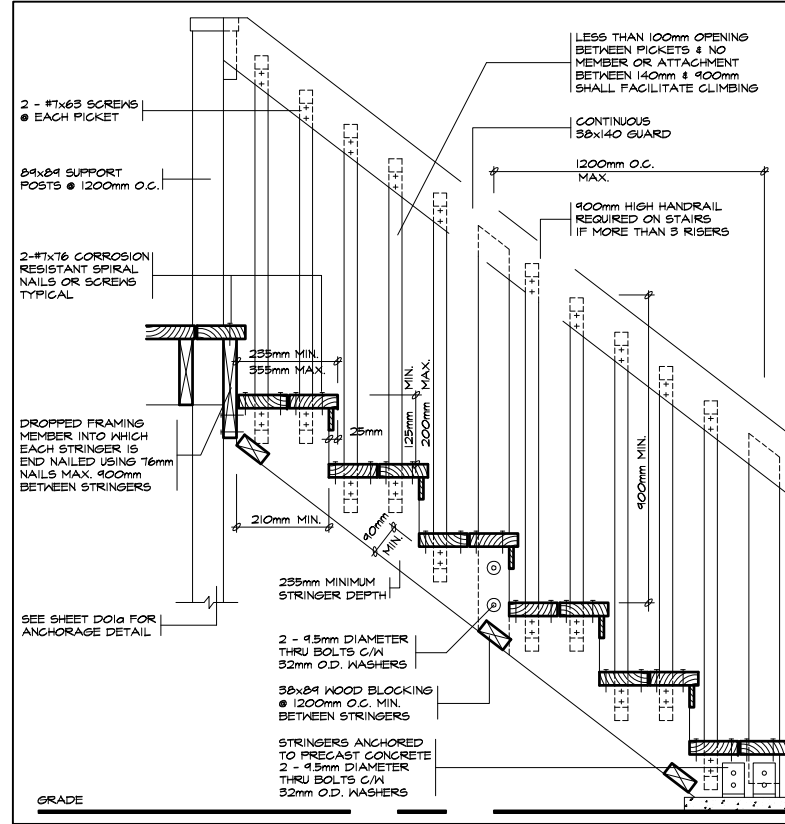 LESS THAN 100mm OPENING
BETWEEN PICKETS & NO
MEMBER OR ATTACHMENT
BETWEEN 140mm & 900mm
SHALL FACILITATE CLIMBING
2 - #7x63 SCREWS
@ EACH PICKET
CONTINUOUS
38x140 GUARD
1200mm O.C.
MAX.
89x89 SUPPORT
POSTS @ 1200mm O.C.
900mm HIGH HANDRAIL
REQUIRED ON STAIRS
IF MORE THAN 3 RISERS
2-#7x76 CORROSION
RESISTANT SPIRAL
NAILS OR SCREWS
TYPICAL
235mm MIN.
355mm MAX.
125mm MIN.
200mm MAX.
25mm
900mm MIN.
DROPPED FRAMING
MEMBER INTO WHICH
EACH STRINGER IS
END NAILED USING 76mm
NAILS MAX. 900mm
BETWEEN STRINGERS
210mm MIN.
90mm
MIN.
235mm MINIMUM
STRINGER DEPTH
SEE SHEET D01a FOR
ANCHORAGE DETAIL
2 - 9.5mm DIAMETER
THRU BOLTS C/W
32mm O.D. WASHERS
38x89 WOOD BLOCKING
@ 1200mm O.C. MIN.
BETWEEN STRINGERS
STRINGERS ANCHORED
TO PRECAST CONCRETE
2 - 9.5mm DIAMETER
THRU BOLTS C/W
32mm O.D. WASHERS
GRADE